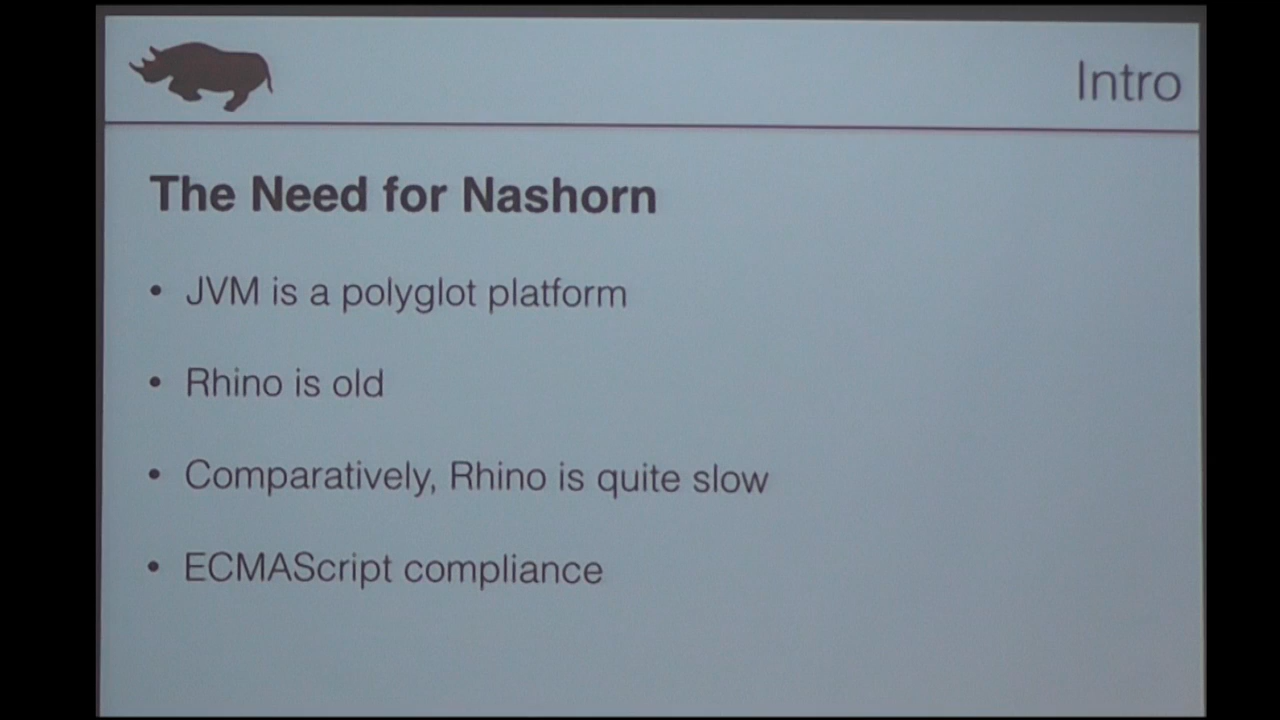 Intro
The Need for Nashorn
• JVM is a polyglot platform
• Rhino is old
• Comparatively, Rhino is quite slow
• ECMAScript compliance